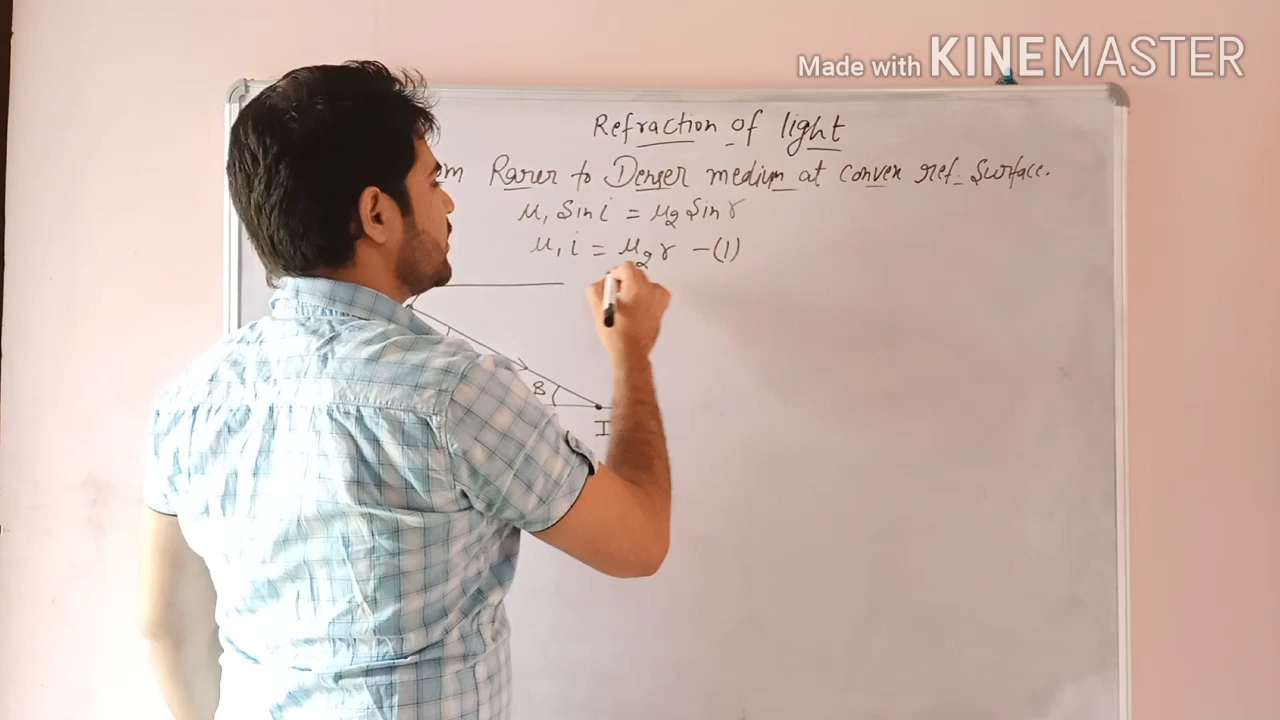 Made with KINEMASTER
Refraction of light
Rarer to Denser medium at convex ref. Surface.
μ₁ Sin i = μ₂ Sin r
μ₁ i = μ₂ r - (1)
B
I